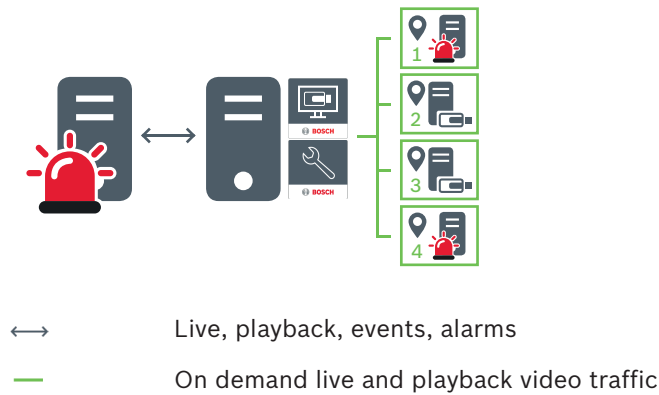 1
2
BOSCH
3
BOSCH
4
Live, playback, events, alarms
On demand live and playback video traffic